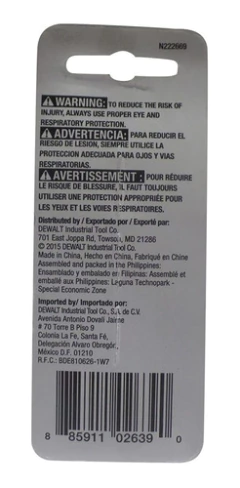 N222669
WARNING: TO REDUCE THE RISK OF
INJURY, ALWAYS USE PROPER EYE AND
RESPIRATORY PROTECTION.
ADVERTENCIA: PARA REDUCIR EL
RIESGO DE LESION, SIEMPRE UTILICE LA
PROTECCION ADECUADA PARA OJOS Y VIAS
RESPIRATORIAS.
AVERTISSEMENT : POUR RÉDUIRE
LE RISQUE DE BLESSURE, IL FAUT TOUJOURS
UTILISER UNE PROTECTION APPROPRIÉE POUR
LES YEUX ET LES VOIES RESPIRATOIRES.
Distributed by / Exportado por / Exporté par:
DEWALT Industrial Tool Co.
701 East Joppa Rd, Towson, MD 21286
© 2015 DEWALT Industrial Tool Co.
Made in China, Hecho en China, Fabriqué en Chine
Assembled and packed in the Philippines:
Ensamblado y embalado en Filipinas: Assemblé et
emballé aux Philippines: Laguna Technopark -
Special Economic Zone
Imported by / Importado por:
DEWALT Industrial Tool Co., S.A. de C.V.
Avenida Antonio Dovali Jaime
# 70 Torre B Piso 9
Colonia La Fe, Santa Fé,
Delegación Alvaro Obregón,
México D.F. 01210
R.F.C.: BDE810626-1W7
8 85911 02639 0